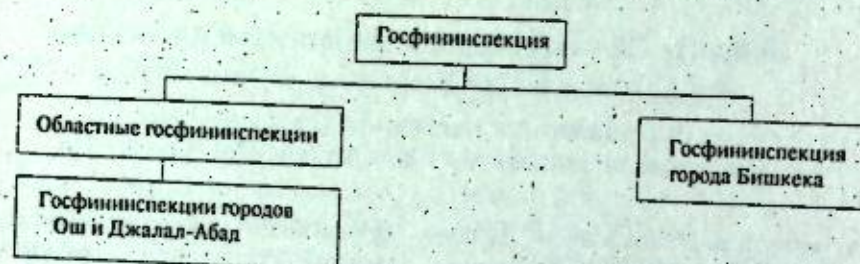 Госфининспекция
Областные госфининспекции
Госфининспекция
города Бишкека
Госфининспекции городов
Ош и Джалал-Абад